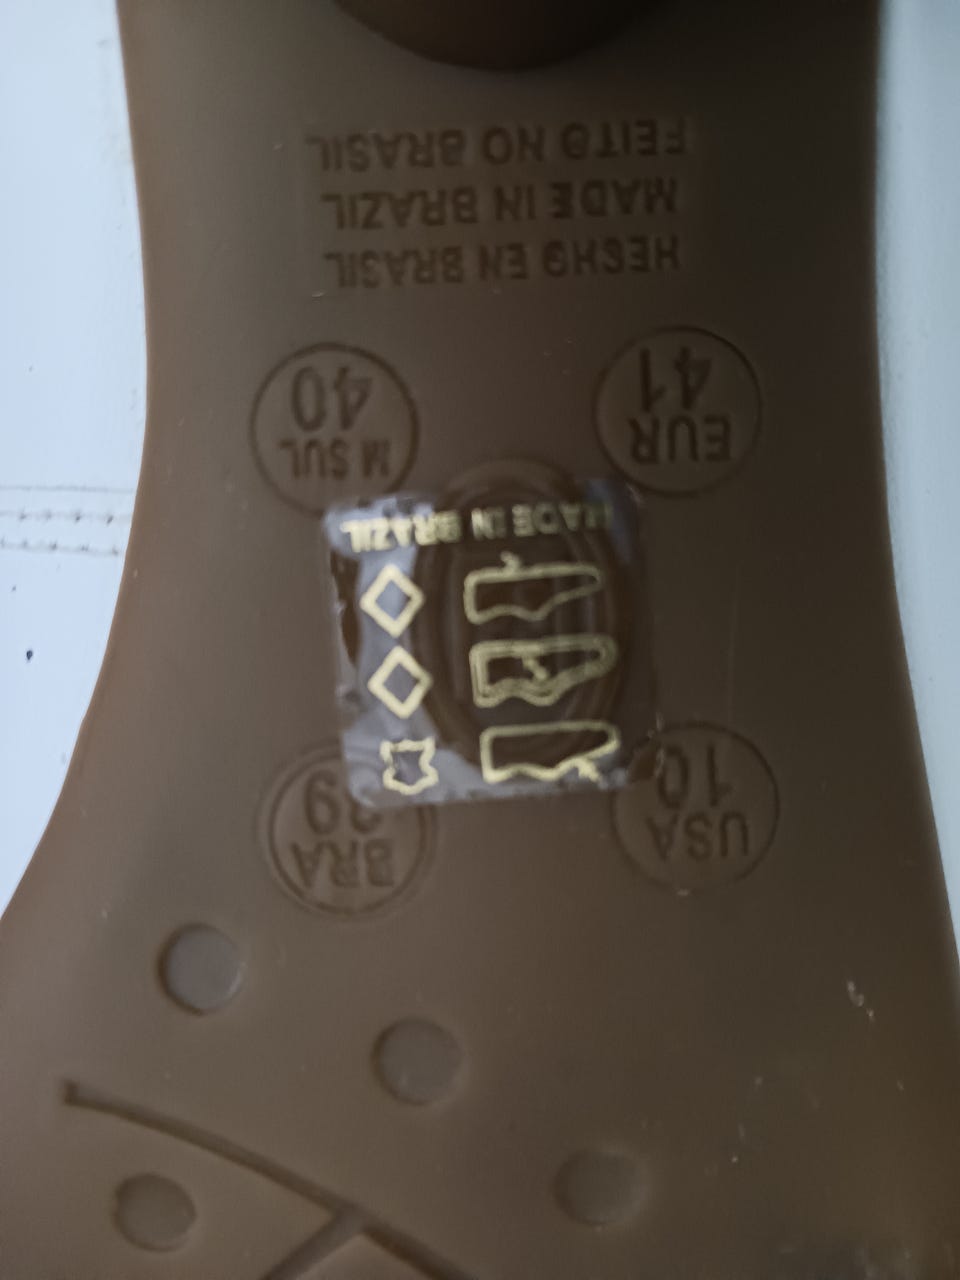 USA
10
BRA
39
MADE IN BRAZIL
EUR
41
M SUL
40
HECHO EN BRASIL
MADE IN BRAZIL
FEITO NO BRASIL